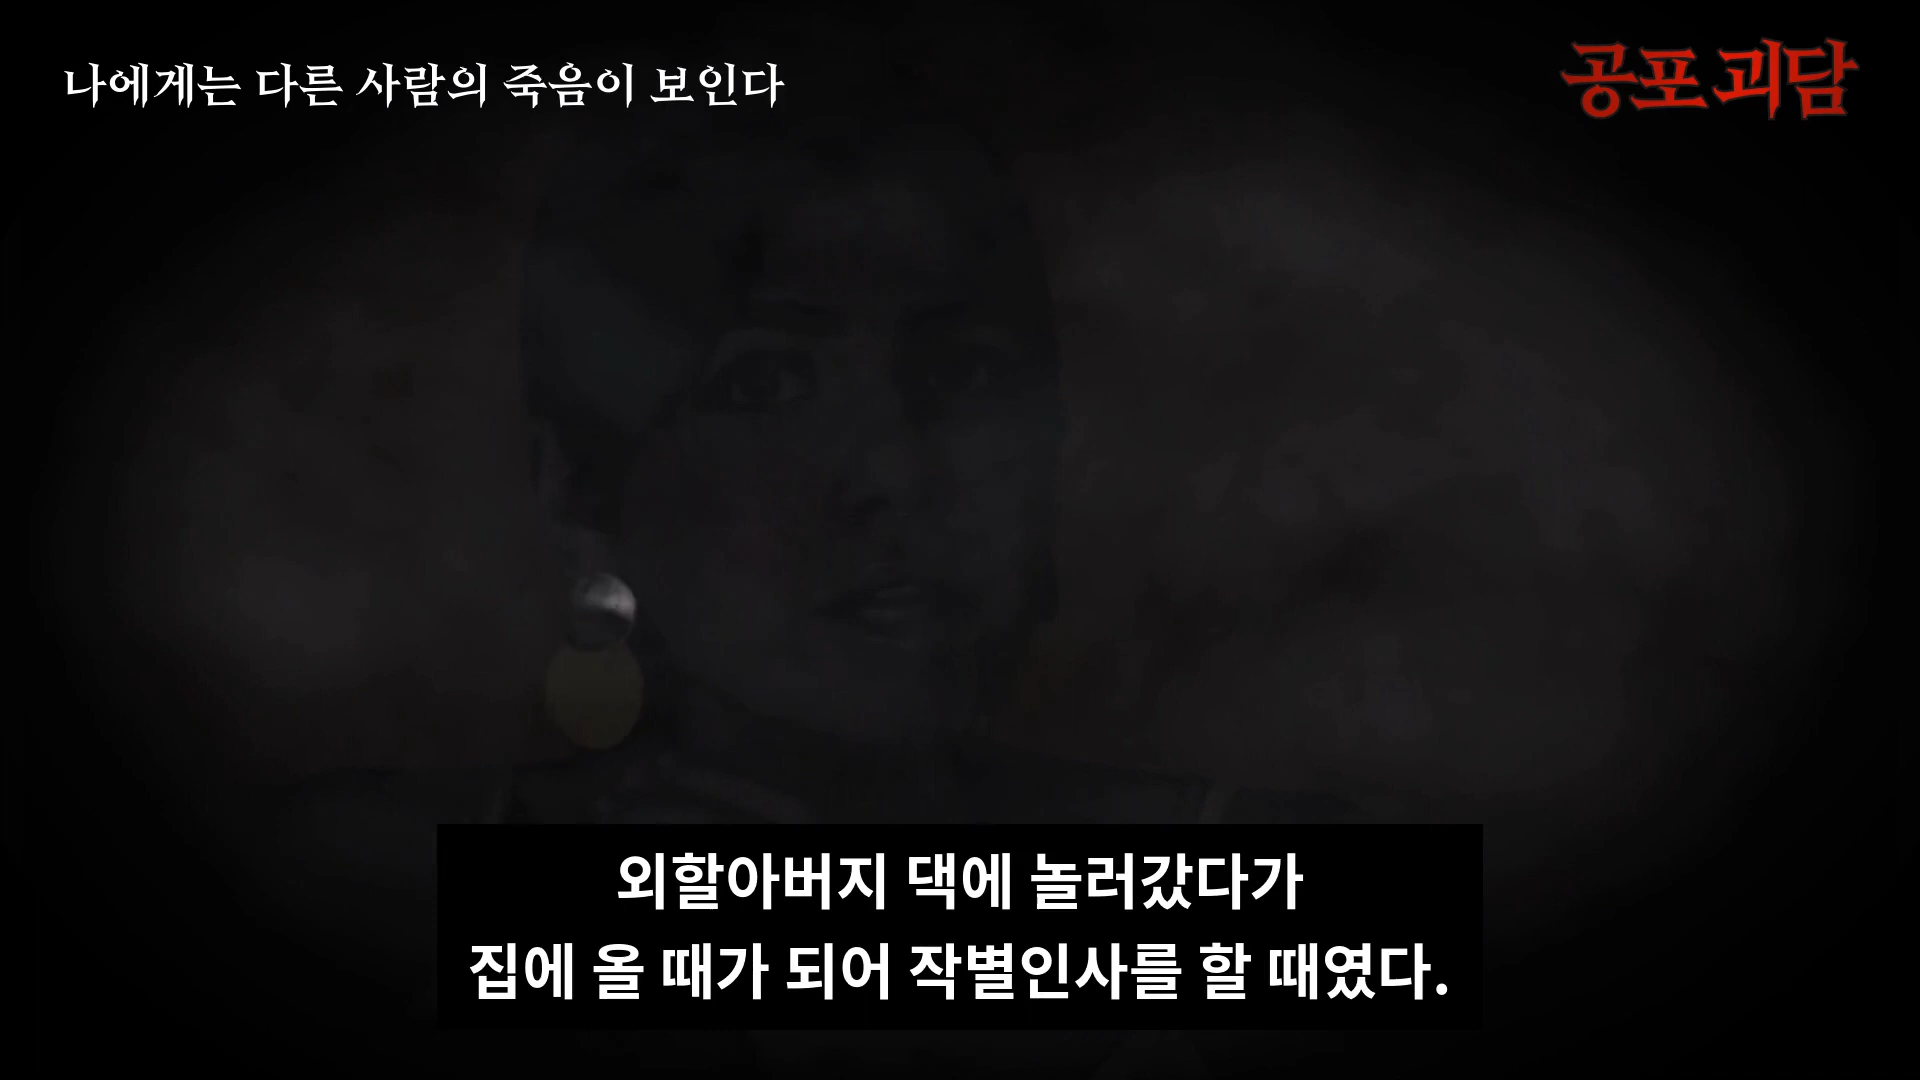 나에게는 다른 사람의 죽음이 보인다
공포 괴담
외할아버지 댁에 놀러갔다가
집에 올 때가 되어 작별인사를 할 때였다.